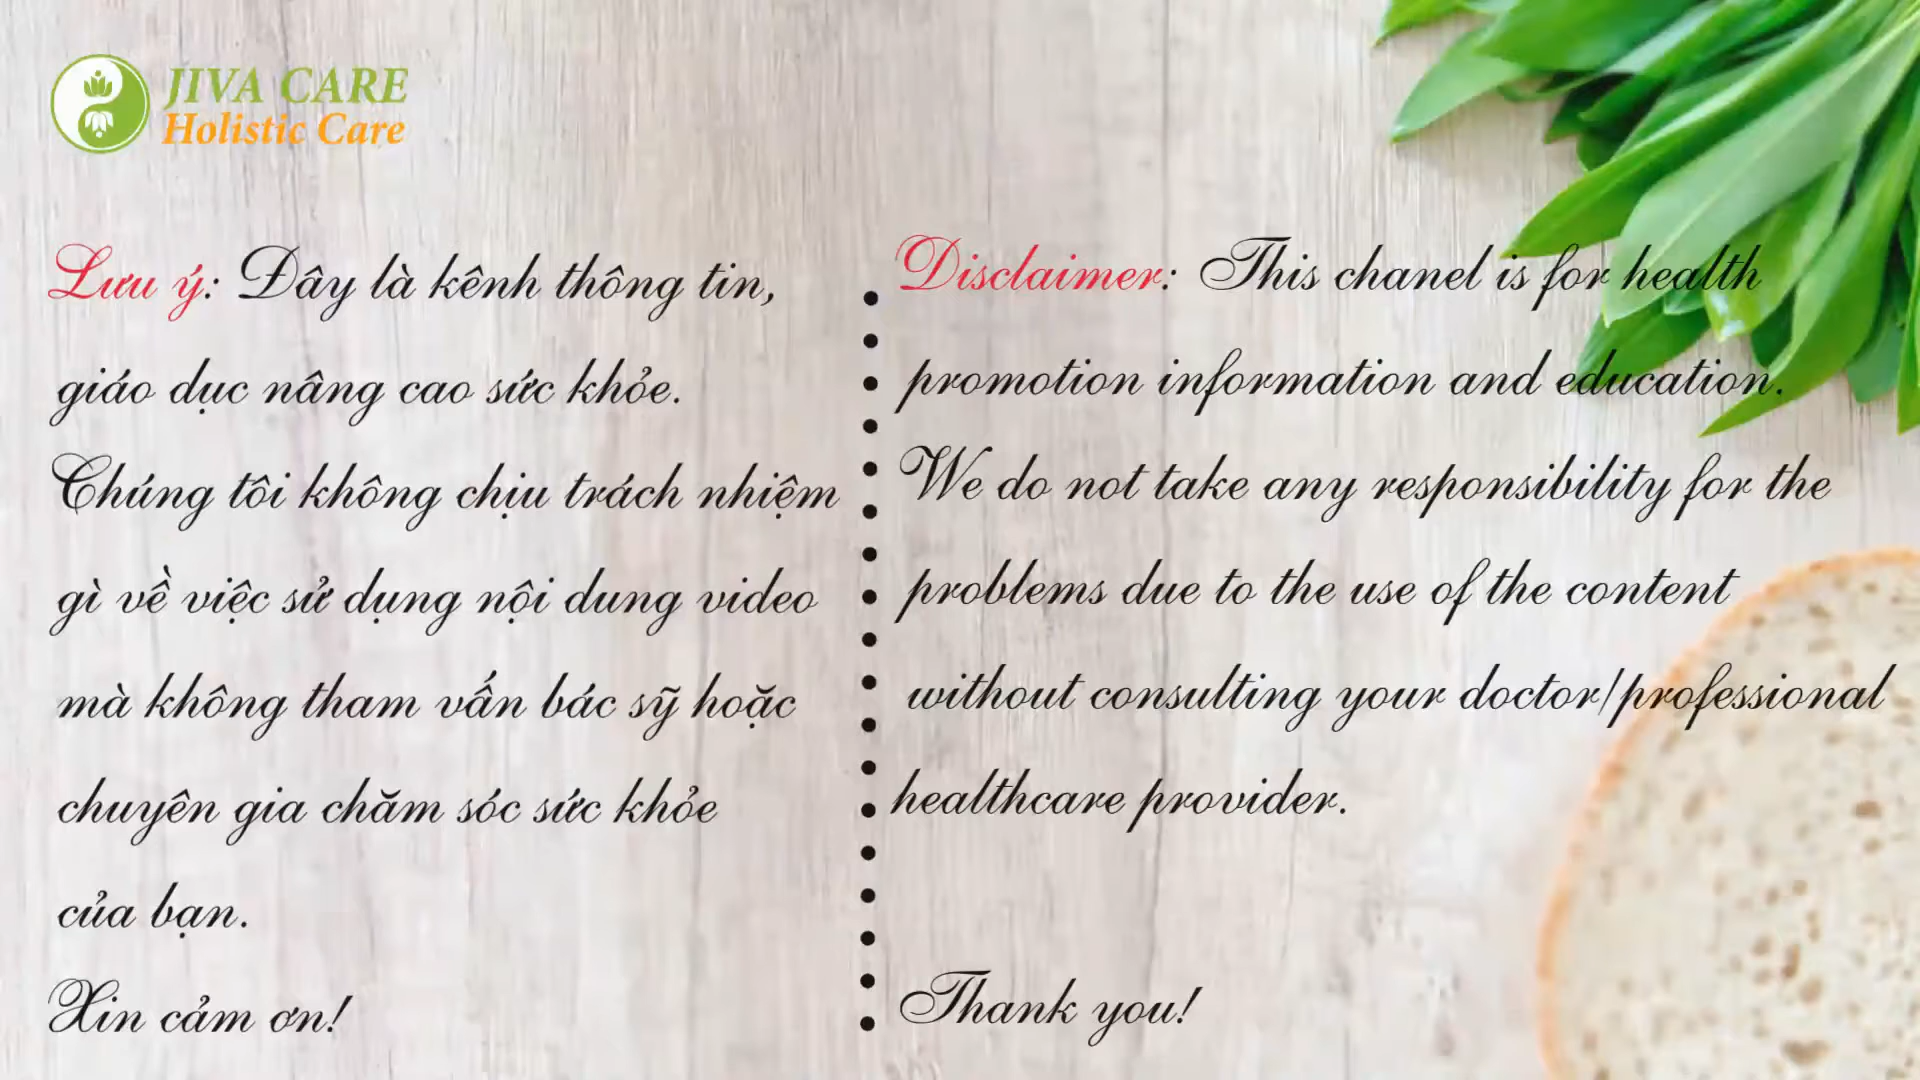 JIVA CARE
Holistic Care
Lưu ý: Đây là kênh thông tin,
giáo dục nâng cao sức khỏe.
Chúng tôi không chịu trách nhiệm
gì về việc sử dụng nội dung video
mà không tham vấn bác sỹ hoặc
chuyên gia chăm sóc sức khỏe
của bạn.
Xin cảm ơn!
Disclaimer: This chanel is for health
promotion information and education.
We do not take any responsibility for the
problems due to the use of the content
without consulting your doctor/professional
healthcare provider.
Thank you!